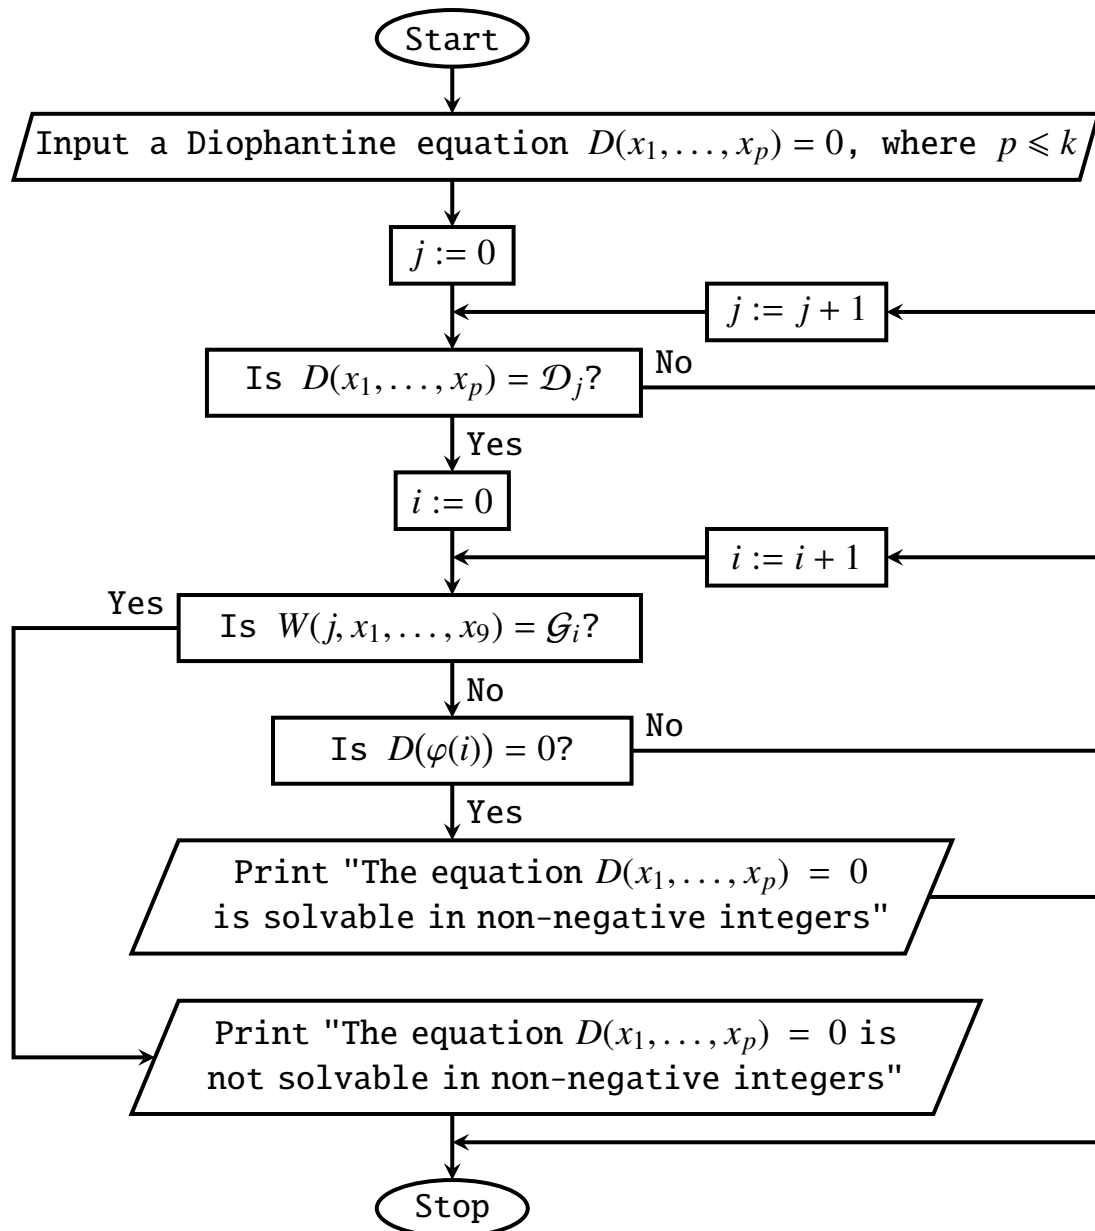 Start
Input a Diophantine equation D(x₁, . . . , xₚ) = 0, where p ⩽ k
j := 0
j := j + 1
Is D(x₁, . . . , xₚ) = 𝒟ⱼ?
No
Yes
i := 0
i := i + 1
Yes
Is W(j, x₁, . . . , x₉) = 𝒢ᵢ?
No
Is D(φ(i)) = 0?
No
Yes
Print "The equation D(x₁, . . . , xₚ) = 0
is solvable in non-negative integers"
Print "The equation D(x₁, . . . , xₚ) = 0 is
not solvable in non-negative integers"
Stop